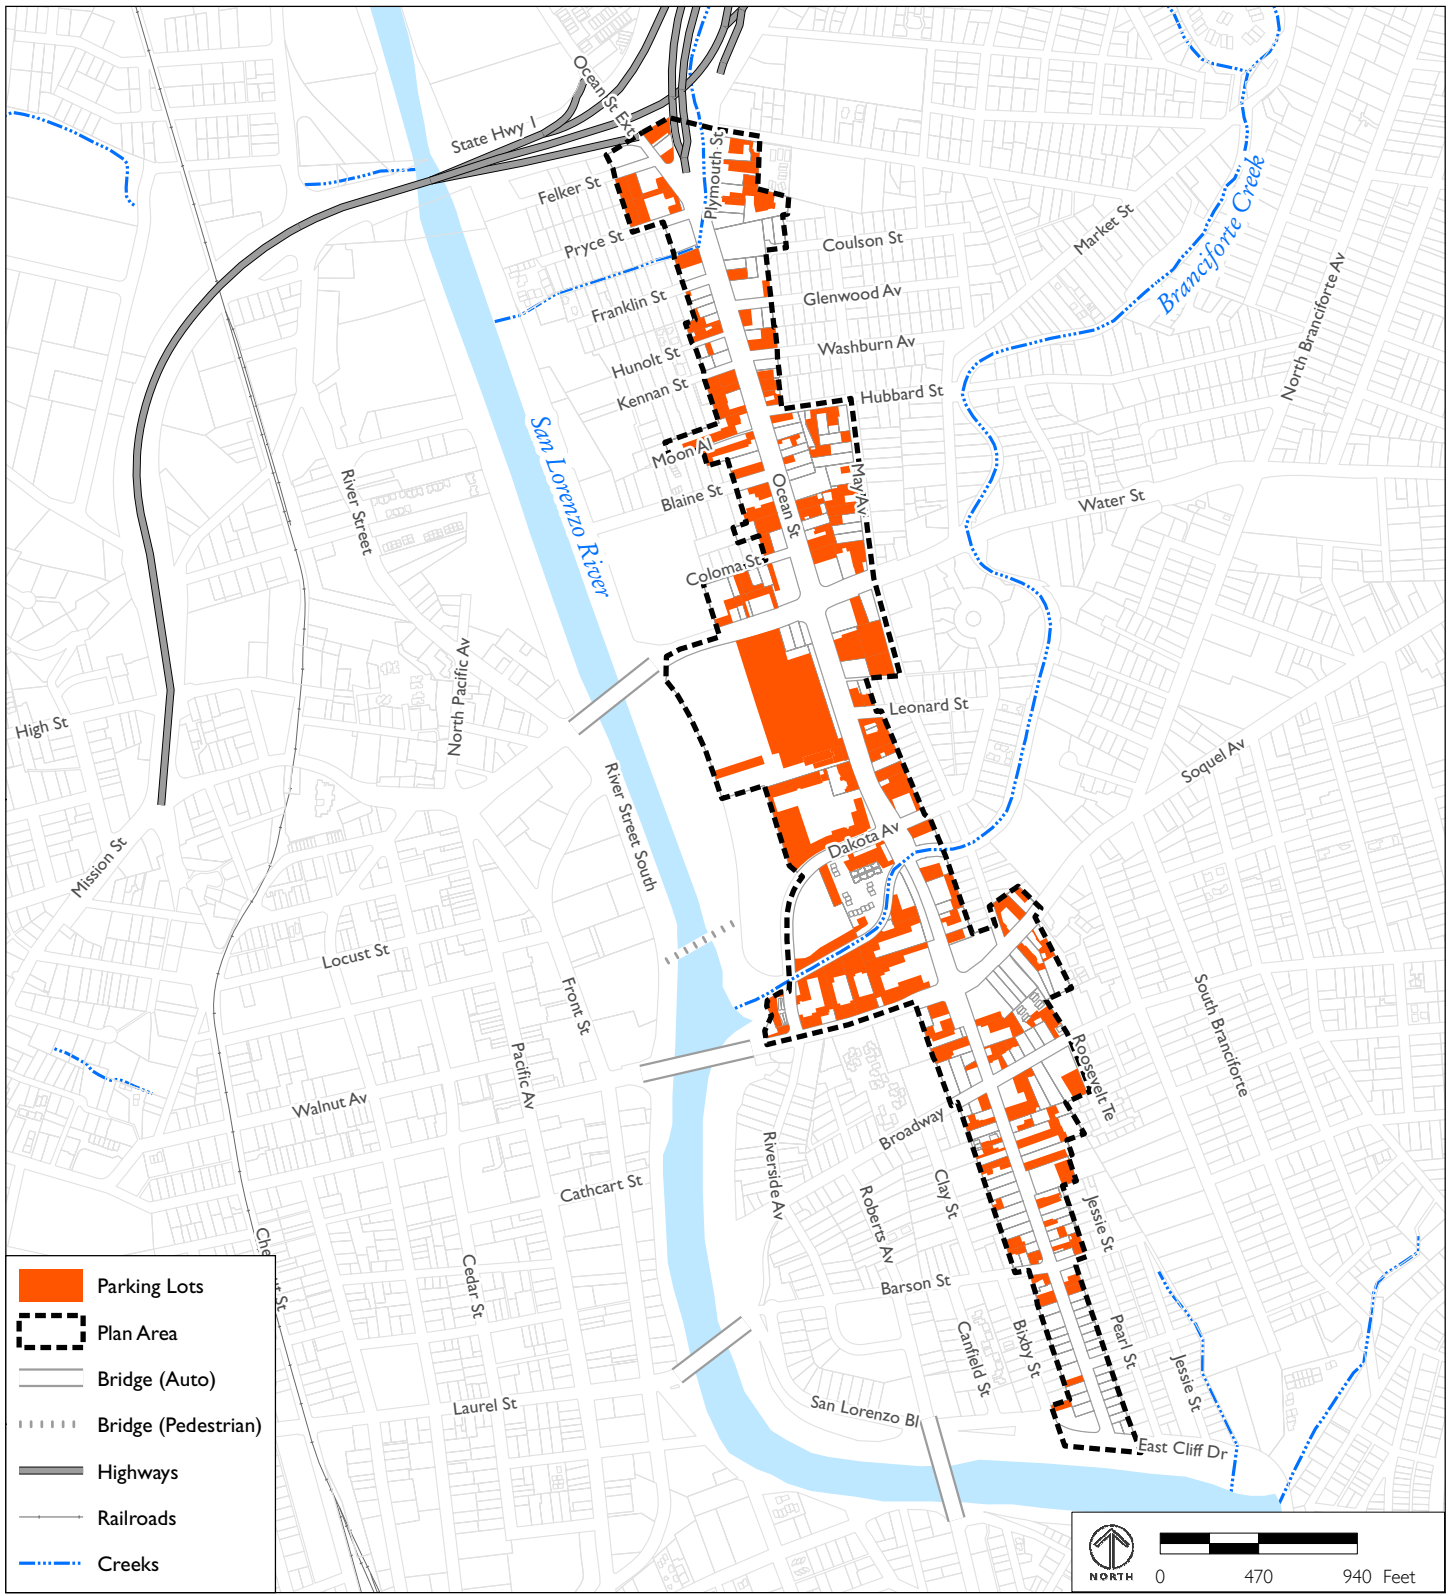 Ocean St Ext.
State Hwy 1
Plymouth St
Felker St
Branciforte Creek
Market St
Pryce St
Coulson St
Franklin St
Glenwood Av
North Branciforte Av
Hunolt St
Washburn Av
Kennan St
Hubbard St
San Lorenzo River
Moon Al
River Street
Blaine St
Ocean St
May Av
Water St
Coloma St
North Pacific Av
High St
Leonard St
Soquel Av
River Street South
Mission St
Dakota Av
Locust St
Front St
South Branciforte
Pacific Av
Roosevelt Te
Walnut Av
Broadway
Riverside Av
Cathcart St
Clay St
Roberts Av
Jessie St
Cedar St
Barson St
Canfield St
Bixby St
Pearl St
Jessie St
Laurel St
San Lorenzo Bl
East Cliff Dr
Parking Lots
Plan Area
Bridge (Auto)
Bridge (Pedestrian)
Highways
Railroads
Creeks
NORTH
0 470 940 Feet